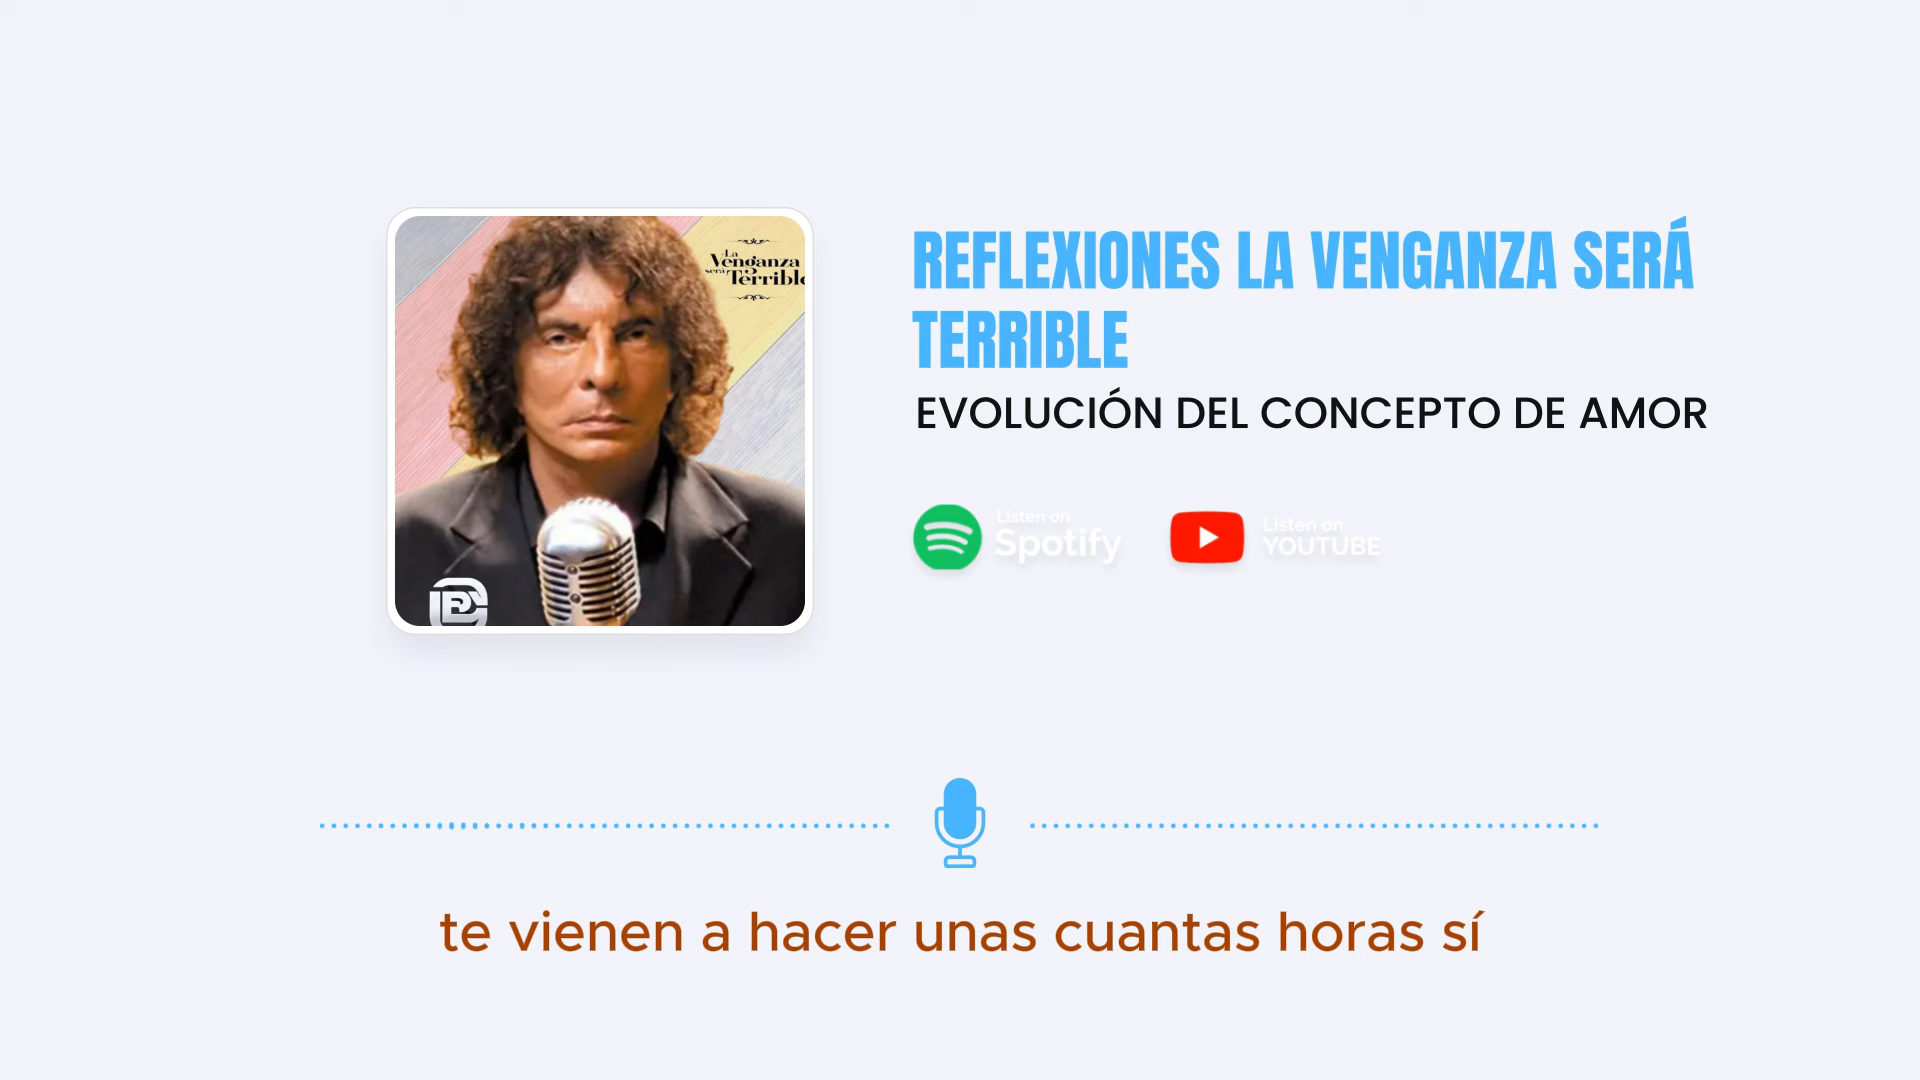 La
Venganza
será Terrible
REFLEXIONES LA VENGANZA SERÁ
TERRIBLE
EVOLUCIÓN DEL CONCEPTO DE AMOR
Listen on
Spotify
Listen on
YOUTUBE
te vienen a hacer unas cuantas horas sí